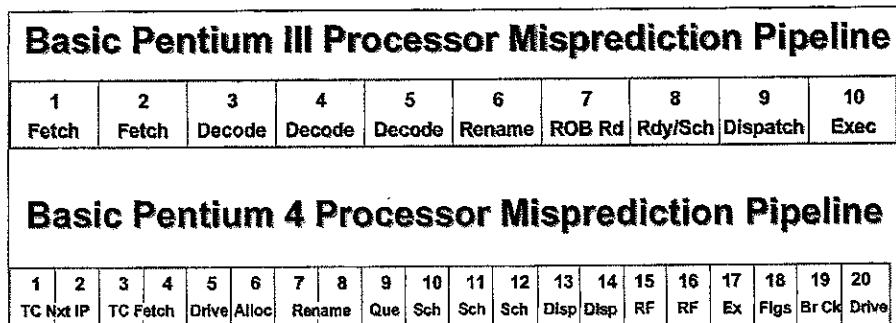 Basic Pentium III Processor Misprediction Pipeline
1 2 3 4 5 6 7 8 9 10
Fetch Fetch Decode Decode Decode Rename ROB Rd Rdy/Sch Dispatch Exec
Basic Pentium 4 Processor Misprediction Pipeline
1 2 3 4 5 6 7 8 9 10 11 12 13 14 15 16 17 18 19 20
TC Nxt IP TC Fetch Drive Alloc Rename Que Sch Sch Sch Disp Disp RF RF Ex Flgs Br Ck Drive